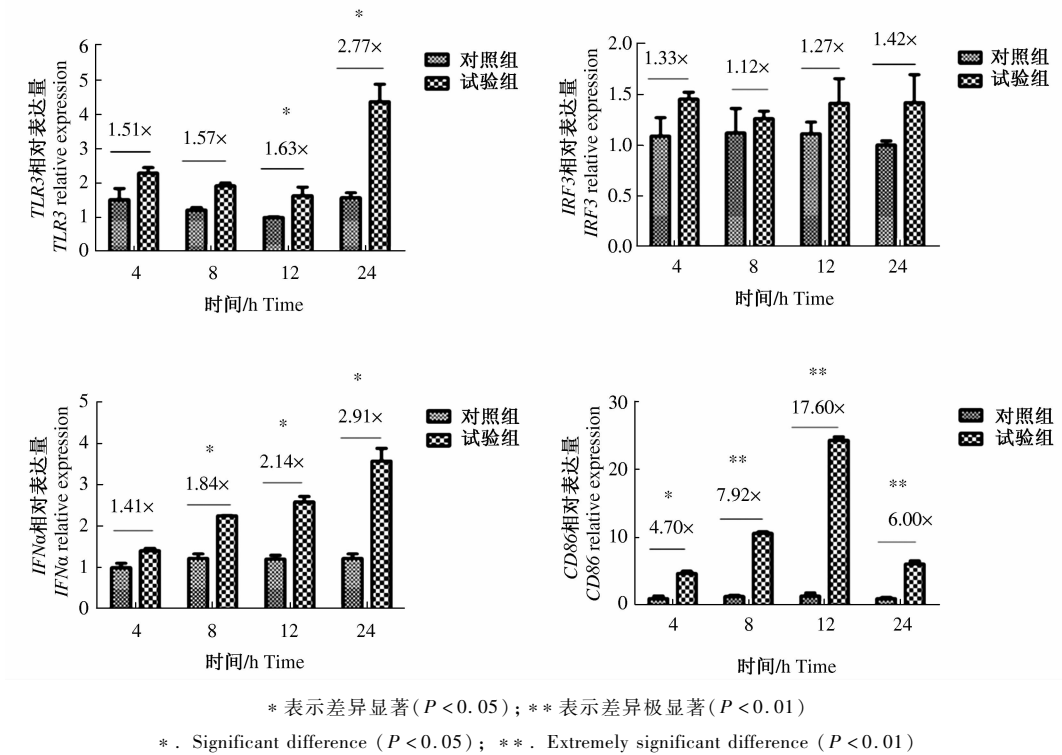 TLR3相对表达量
TLR3 relative expression
6
5
4
3
2
1
0
1.51×
1.57×
*
1.63×
*
2.77×
对照组
试验组
4 8 12 24
时间/h Time
IRF3相对表达量
IRF3 relative expression
2.0
1.5
1.0
0.5
0.0
1.33×
1.12×
1.27×
1.42×
对照组
试验组
4 8 12 24
时间/h Time
IFNα相对表达量
IFNα relative expression
5
4
3
2
1
0
1.41×
*
1.84×
*
2.14×
*
2.91×
对照组
试验组
4 8 12 24
时间/h Time
CD86相对表达量
CD86 relative expression
30
20
10
0
*
4.70×
**
7.92×
**
17.60×
**
6.00×
对照组
试验组
4 8 12 24
时间/h Time
* 表示差异显著(P<0.05); ** 表示差异极显著(P<0.01)
*. Significant difference (P<0.05); **. Extremely significant difference (P<0.01)